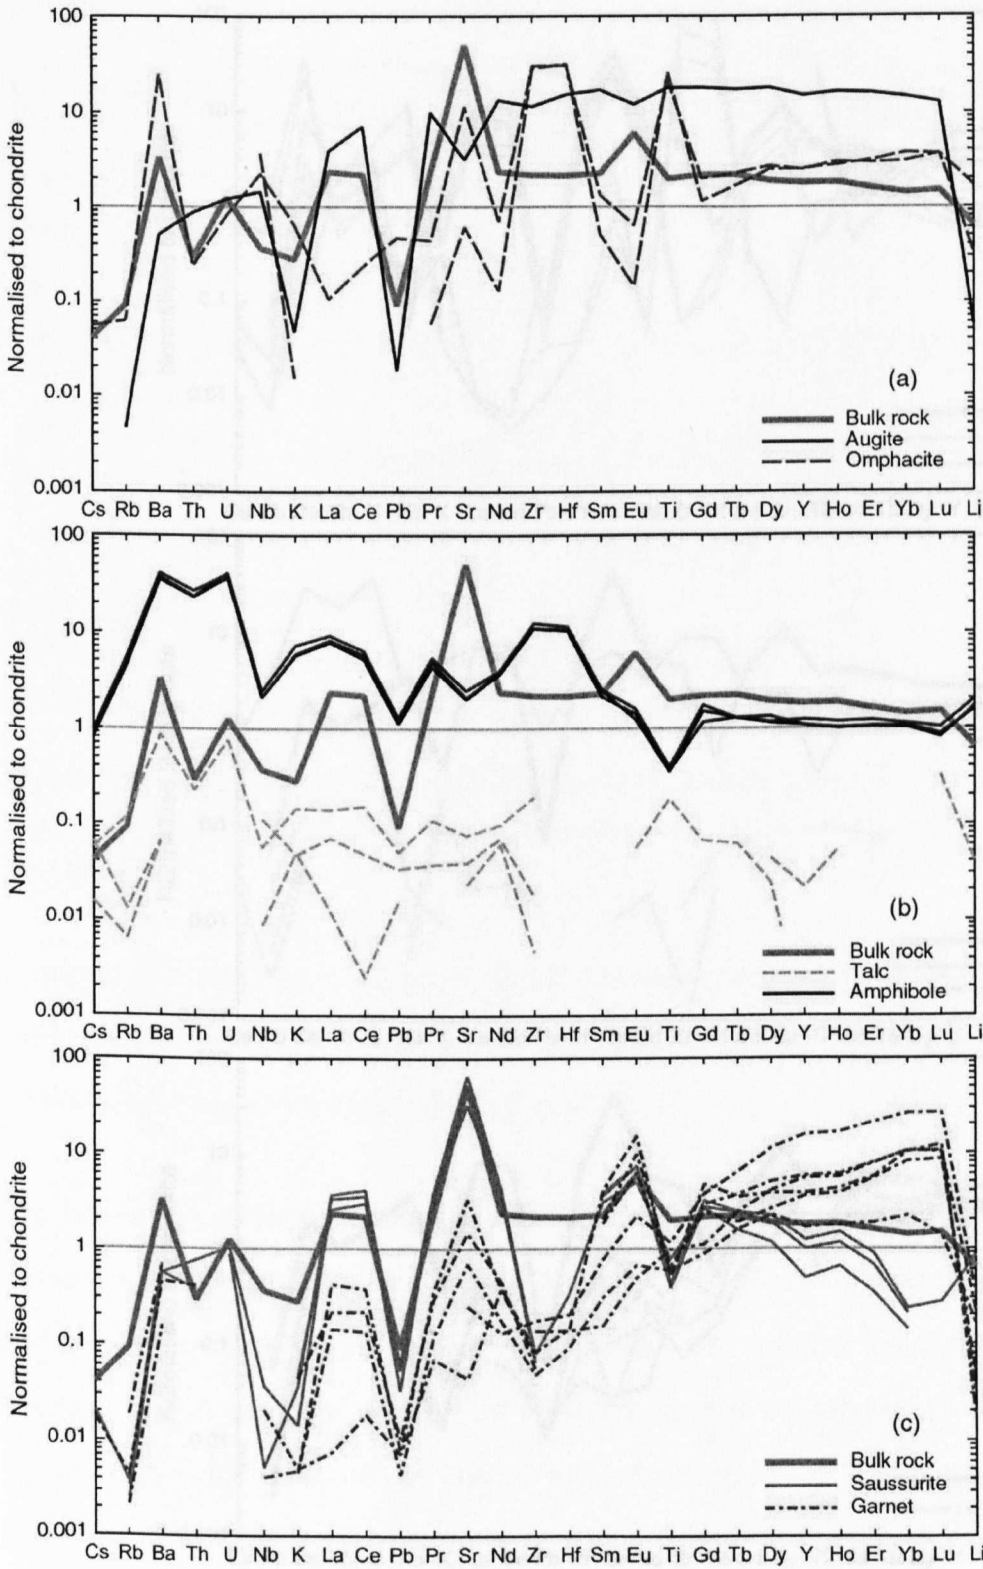 100
10
1
0.1
0.01
0.001
Normalised to chondrite
(a)
Bulk rock
Augite
Omphacite
Cs Rb Ba Th U Nb K La Ce Pb Pr Sr Nd Zr Hf Sm Eu Ti Gd Tb Dy Y Ho Er Yb Lu Li
100
10
1
0.1
0.01
0.001
Normalised to chondrite
(b)
Bulk rock
Talc
Amphibole
Cs Rb Ba Th U Nb K La Ce Pb Pr Sr Nd Zr Hf Sm Eu Ti Gd Tb Dy Y Ho Er Yb Lu Li
100
10
1
0.1
0.01
0.001
Normalised to chondrite
(c)
Bulk rock
Saussurite
Garnet
Cs Rb Ba Th U Nb K La Ce Pb Pr Sr Nd Zr Hf Sm Eu Ti Gd Tb Dy Y Ho Er Yb Lu Li